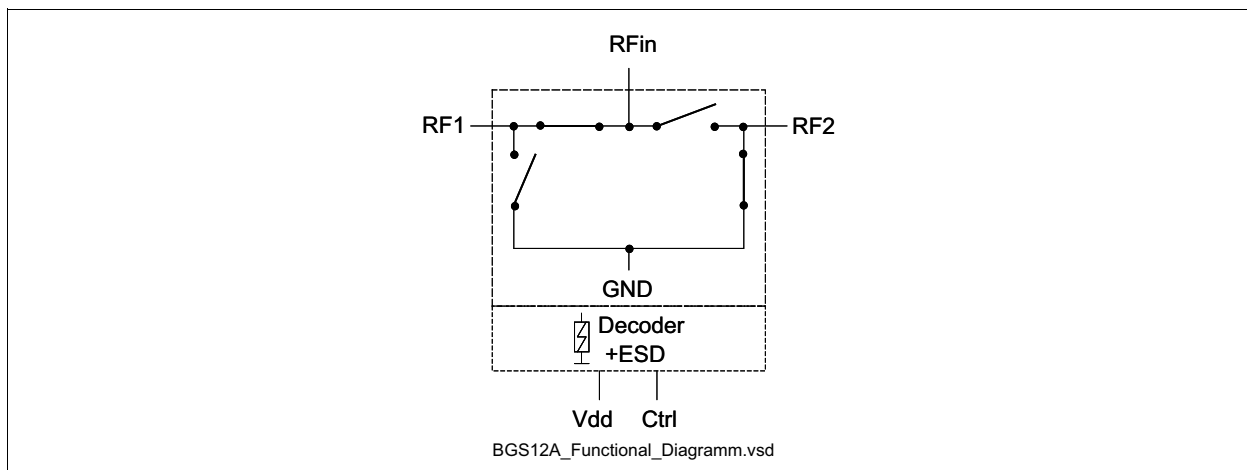 RFin
RF1
RF2
GND
Decoder
+ESD
Vdd Ctrl
BGS12A_Functional_Diagramm.vsd